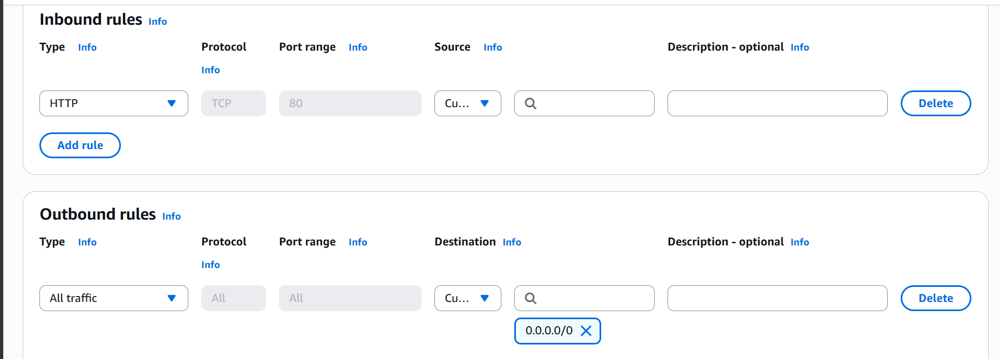 Inbound rules Info
Type Info Protocol Info Port range Info Source Info Description - optional Info
HTTP TCP 80 Cu... Delete
Add rule
Outbound rules Info
Type Info Protocol Info Port range Info Destination Info Description - optional Info
All traffic All All Cu... Delete
0.0.0.0/0